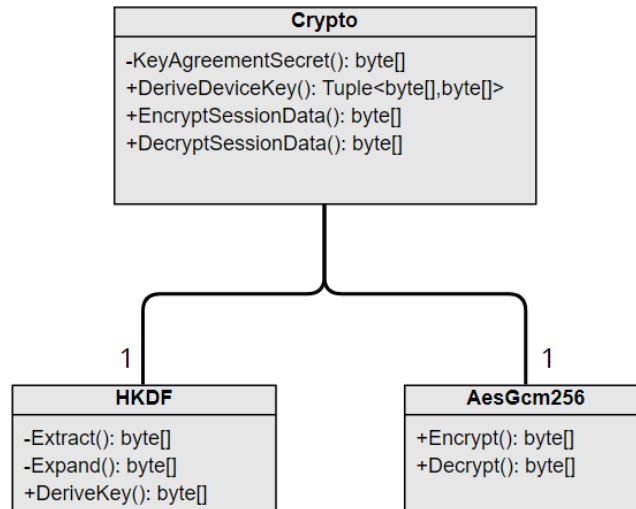 Crypto
-KeyAgreementSecret(): byte[]
+DeriveDeviceKey(): Tuple<byte[],byte[]>
+EncryptSessionData(): byte[]
+DecryptSessionData(): byte[]
1
1
HKDF
-Extract(): byte[]
-Expand(): byte[]
+DeriveKey(): byte[]
AesGcm256
+Encrypt(): byte[]
+Decrypt(): byte[]